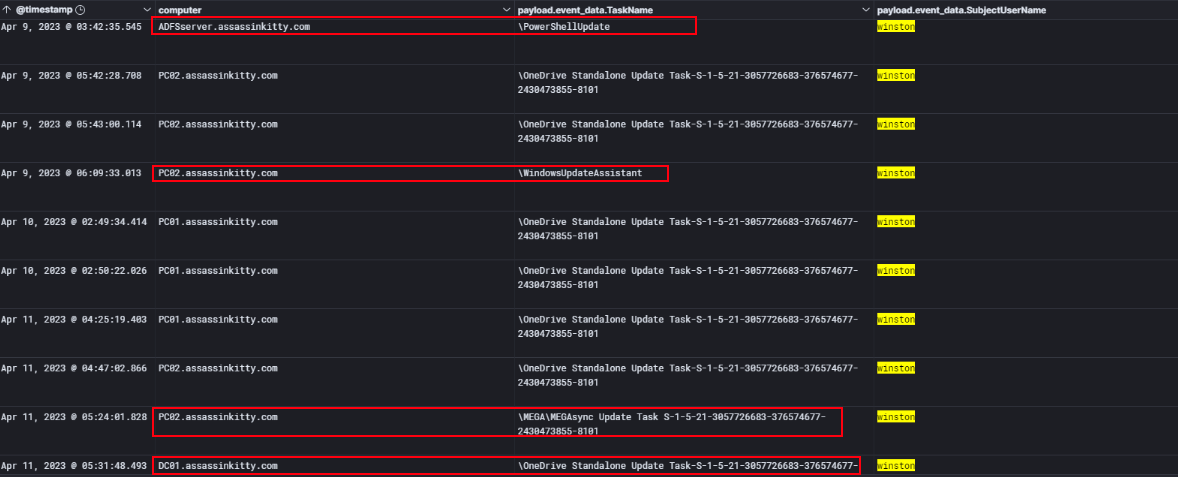 @timestamp computer payload.event_data.TaskName payload.event_data.SubjectUserName
Apr 9, 2023 @ 03:42:35.545 ADFSserver.assassinkitty.com \PowerShellUpdate winston
Apr 9, 2023 @ 05:42:28.708 PC02.assassinkitty.com \OneDrive Standalone Update Task-S-1-5-21-3057726683-376574677- winston
2430473855-8101
Apr 9, 2023 @ 05:43:00.114 PC02.assassinkitty.com \OneDrive Standalone Update Task-S-1-5-21-3057726683-376574677- winston
2430473855-8101
Apr 9, 2023 @ 06:09:33.013 PC02.assassinkitty.com \WindowsUpdateAssistant winston
Apr 10, 2023 @ 02:49:34.414 PC01.assassinkitty.com \OneDrive Standalone Update Task-S-1-5-21-3057726683-376574677- winston
2430473855-8101
Apr 10, 2023 @ 02:50:22.026 PC01.assassinkitty.com \OneDrive Standalone Update Task-S-1-5-21-3057726683-376574677- winston
2430473855-8101
Apr 11, 2023 @ 04:25:19.403 PC01.assassinkitty.com \OneDrive Standalone Update Task-S-1-5-21-3057726683-376574677- winston
2430473855-8101
Apr 11, 2023 @ 04:47:02.866 PC02.assassinkitty.com \OneDrive Standalone Update Task-S-1-5-21-3057726683-376574677- winston
2430473855-8101
Apr 11, 2023 @ 05:24:01.828 PC02.assassinkitty.com \MEGA\MEGAsync Update Task S-1-5-21-3057726683-376574677- winston
2430473855-8101
Apr 11, 2023 @ 05:31:48.493 DC01.assassinkitty.com \OneDrive Standalone Update Task-S-1-5-21-3057726683-376574677- winston